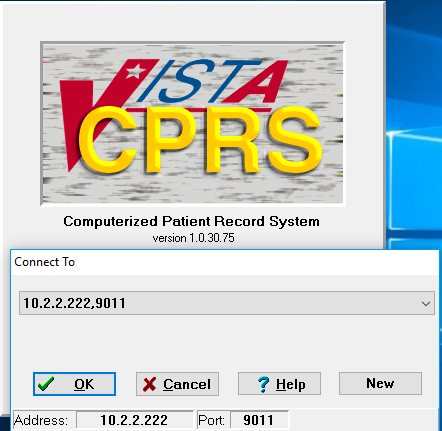 VISTA
CPRS
Computerized Patient Record System
version 1.0.30.75
Connect To
10.2.2.222,9011
OK
Cancel
Help
New
Address: 10.2.2.222 Port: 9011